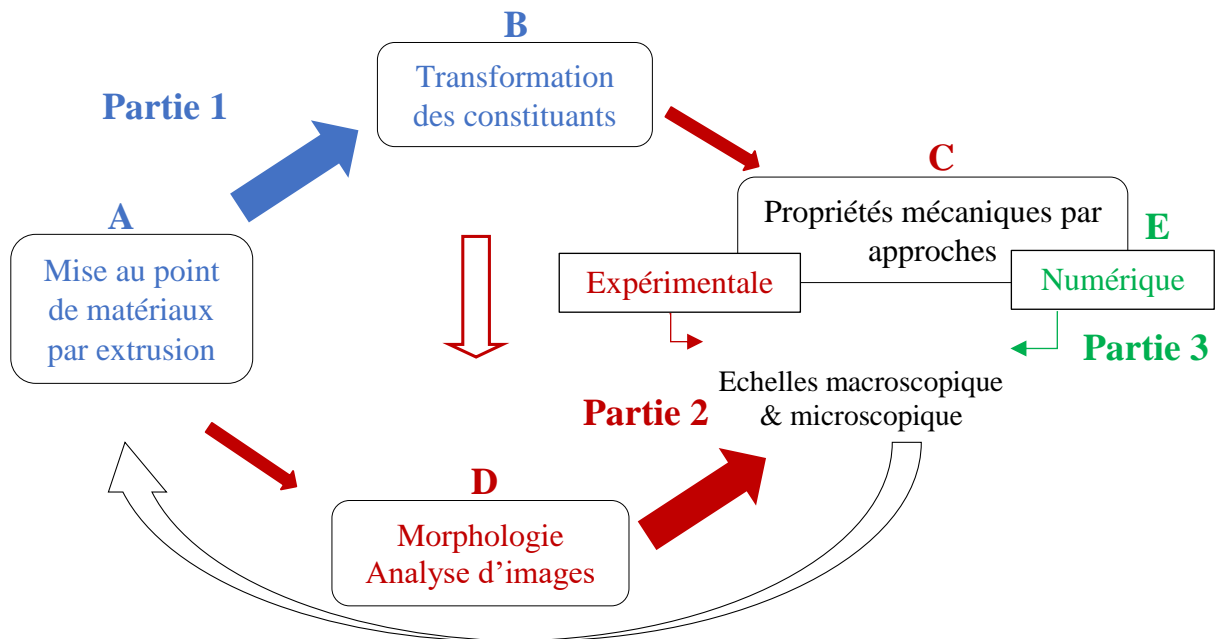 B
Transformation
des constituants
Partie 1
A
Mise au point
de matériaux
par extrusion
C
Propriétés mécaniques par
approches
E
Expérimentale
Numérique
Partie 3
Echelles macroscopique
& microscopique
Partie 2
D
Morphologie
Analyse d’images